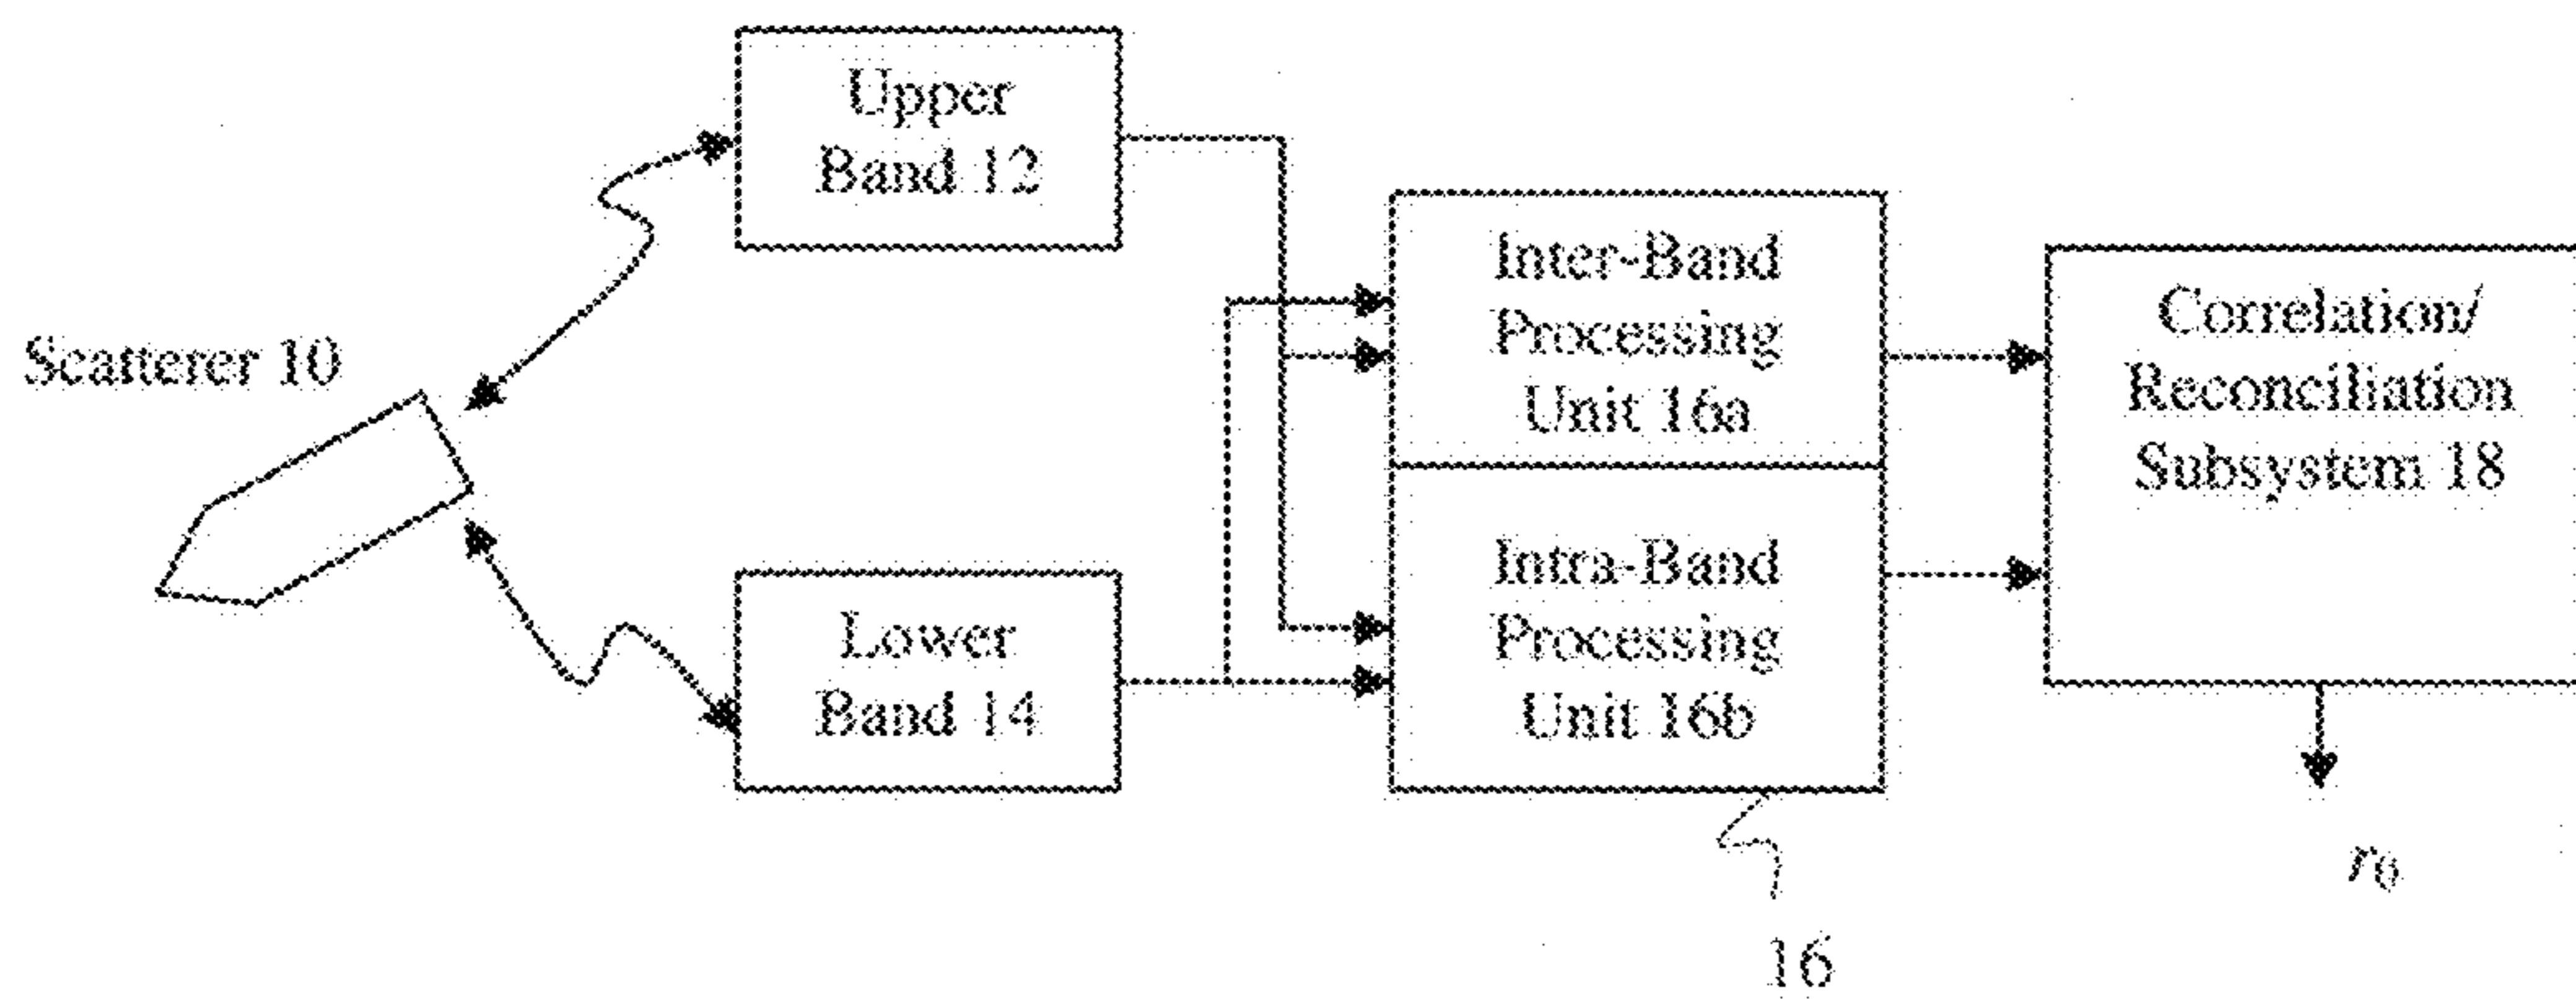 Upper
Band 12
Scatterer 10
Inter-Band
Processing
Unit 16a
Correlation/
Reconciliation
Subsystem 18
Lower
Band 14
Intra-Band
Processing
Unit 16b
r0
16